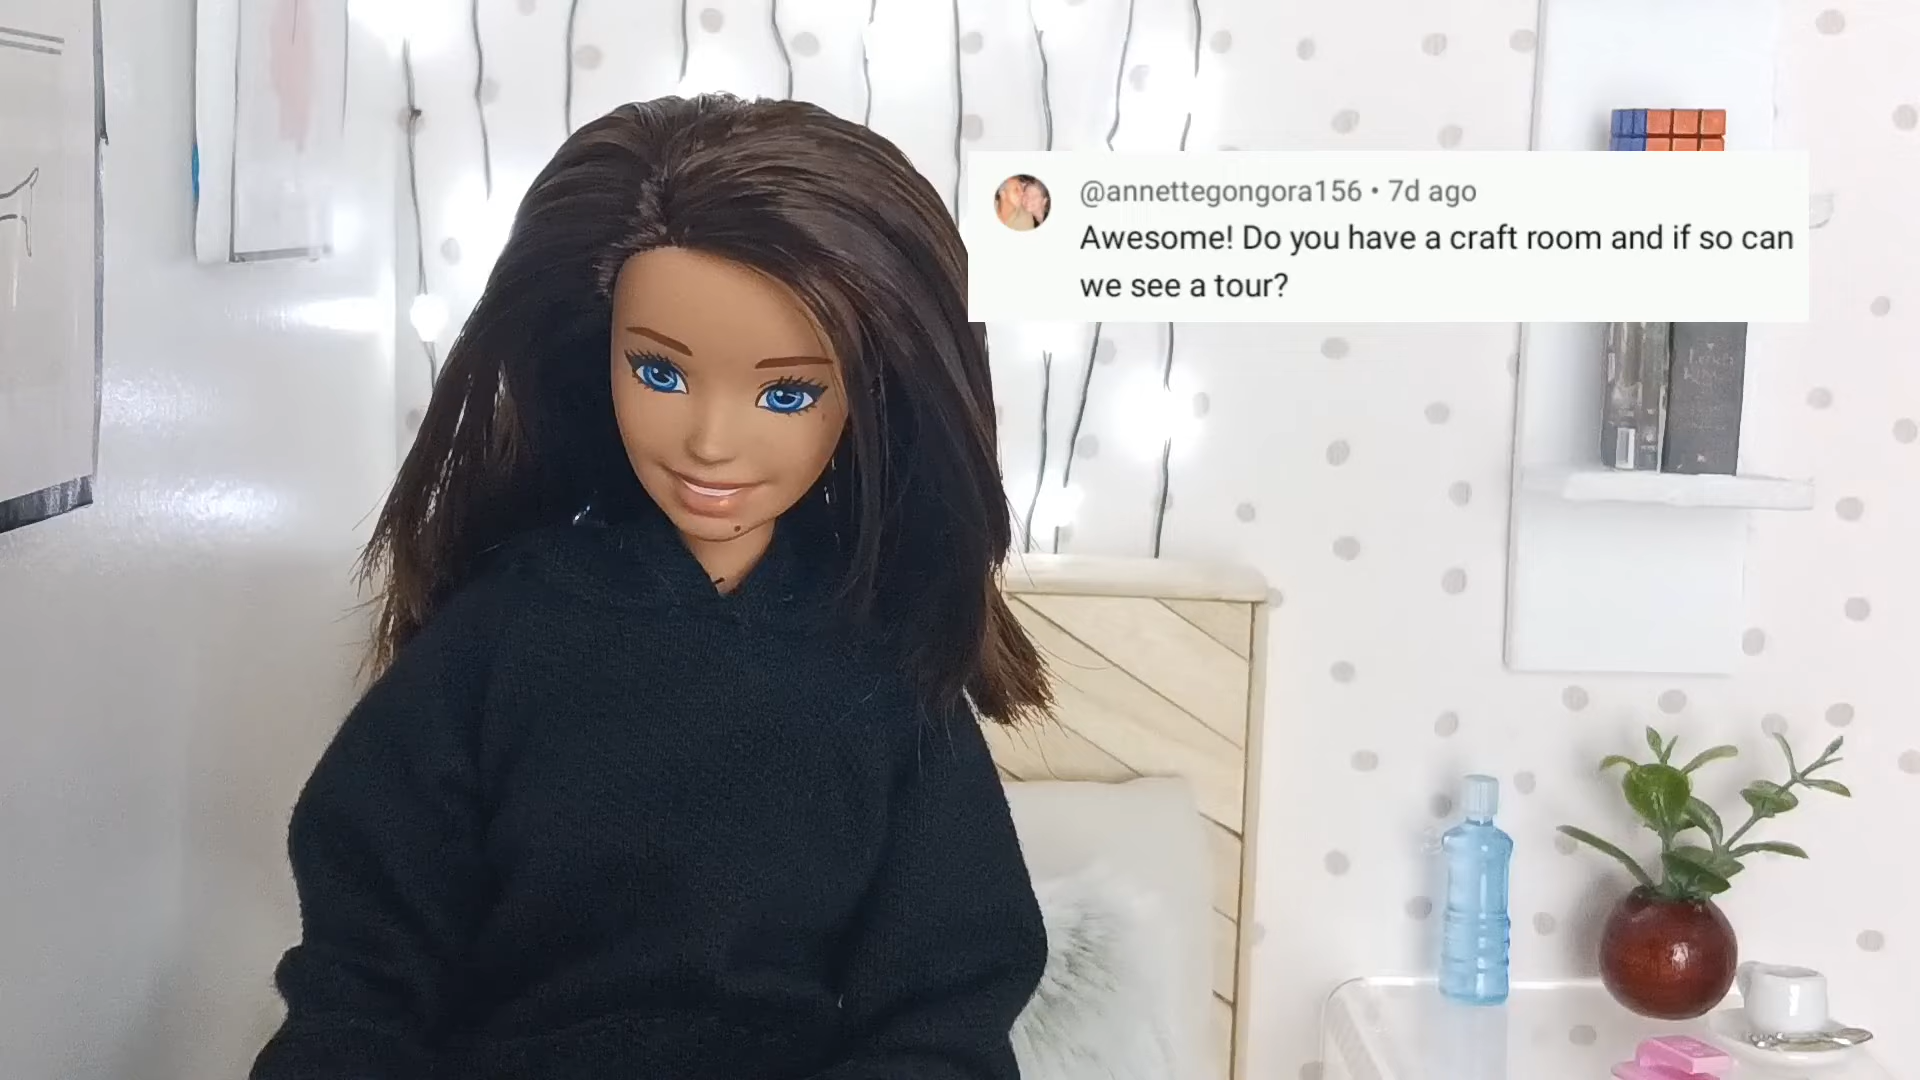 @annettegongora156 • 7d ago
Awesome! Do you have a craft room and if so can
we see a tour?